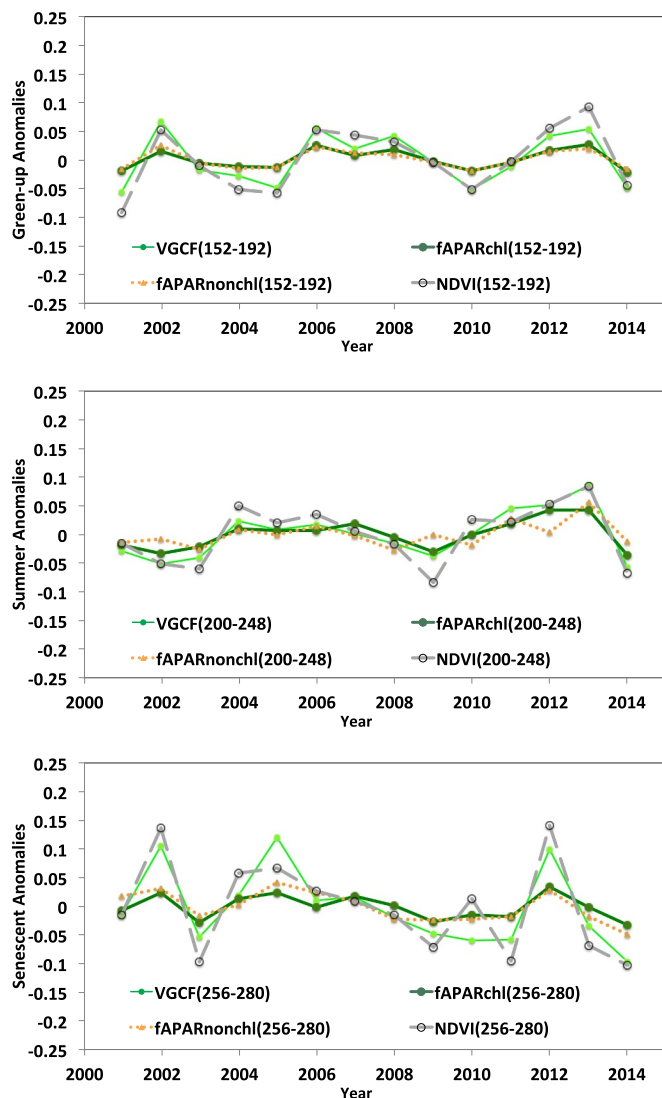 0.25
0.2
0.15
0.1
0.05
0
-0.05
-0.1
-0.15
-0.2
-0.25
Green-up Anomalies
VGCF(152-192) fAPARchl(152-192)
fAPARnonchl(152-192) NDVI(152-192)
2000 2002 2004 2006 2008 2010 2012 2014
Year
0.25
0.2
0.15
0.1
0.05
0
-0.05
-0.1
-0.15
-0.2
-0.25
Summer Anomalies
VGCF(200-248) fAPARchl(200-248)
fAPARnonchl(200-248) NDVI(200-248)
2000 2002 2004 2006 2008 2010 2012 2014
Year
0.25
0.2
0.15
0.1
0.05
0
-0.05
-0.1
-0.15
-0.2
-0.25
Senescent Anomalies
VGCF(256-280) fAPARchl(256-280)
fAPARnonchl(256-280) NDVI(256-280)
2000 2002 2004 2006 2008 2010 2012 2014
Year